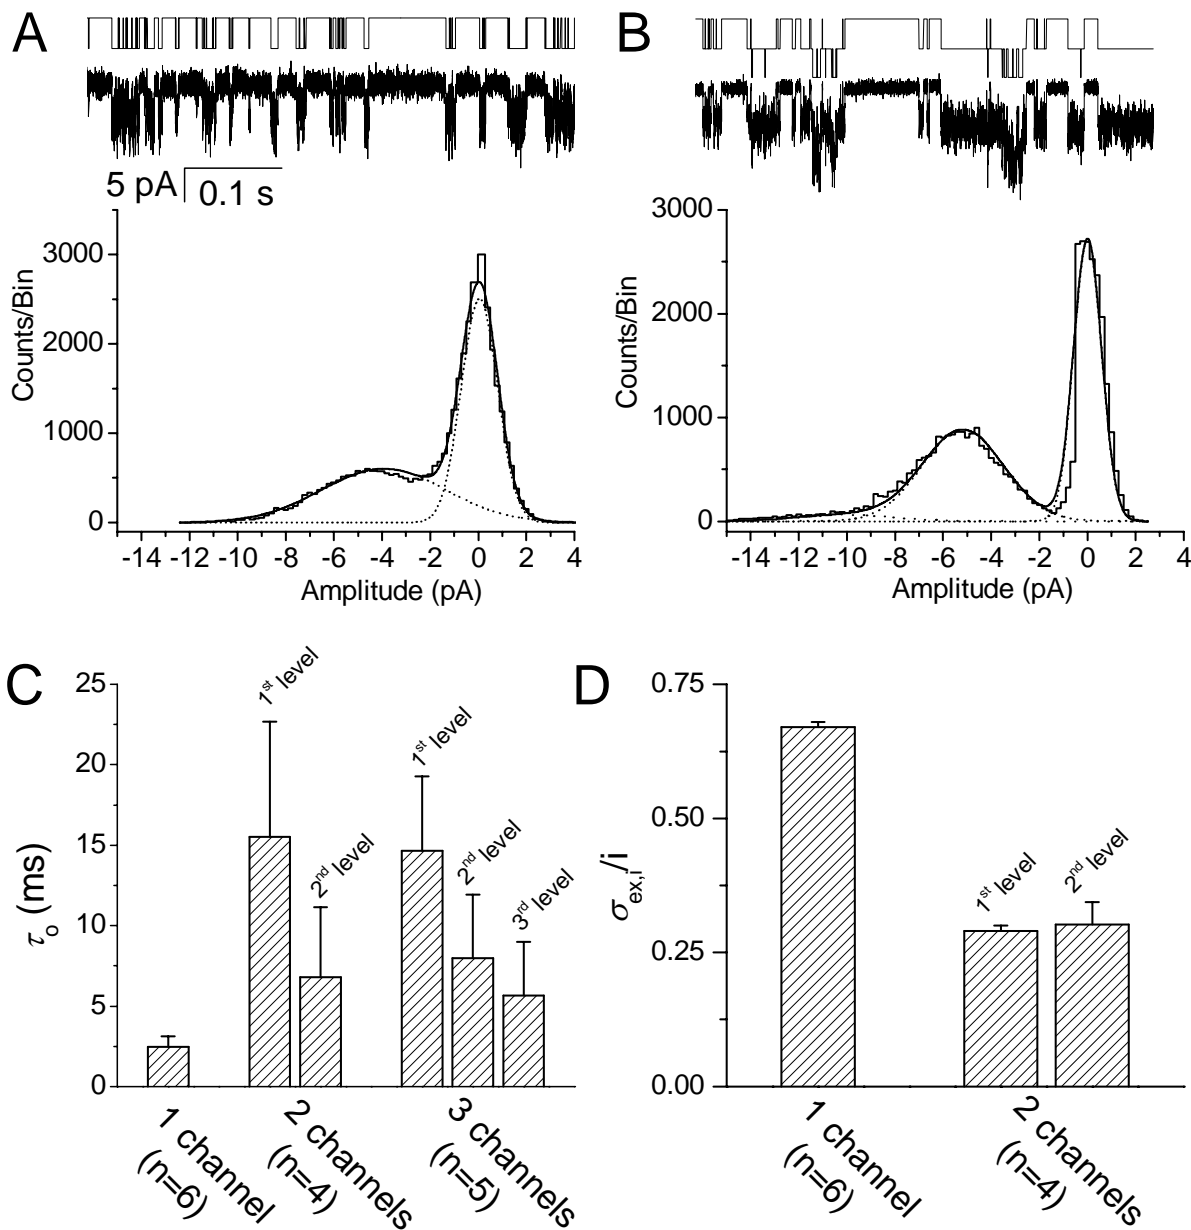 A
B
5 pA
0.1 s
3000
2000
1000
0
Counts/Bin
-14 -12 -10 -8 -6 -4 -2 0 2 4
Amplitude (pA)
3000
2000
1000
0
Counts/Bin
-14 -12 -10 -8 -6 -4 -2 0 2 4
Amplitude (pA)
C
25
20
15
10
5
0
τo (ms)
1st level
2nd level
1st level
2nd level
3rd level
1 channel
(n=6)
2 channels
(n=4)
3 channels
(n=5)
D
0.75
0.50
0.25
0.00
σex,i/i
1st level
2nd level
1 channel
(n=6)
2 channels
(n=4)